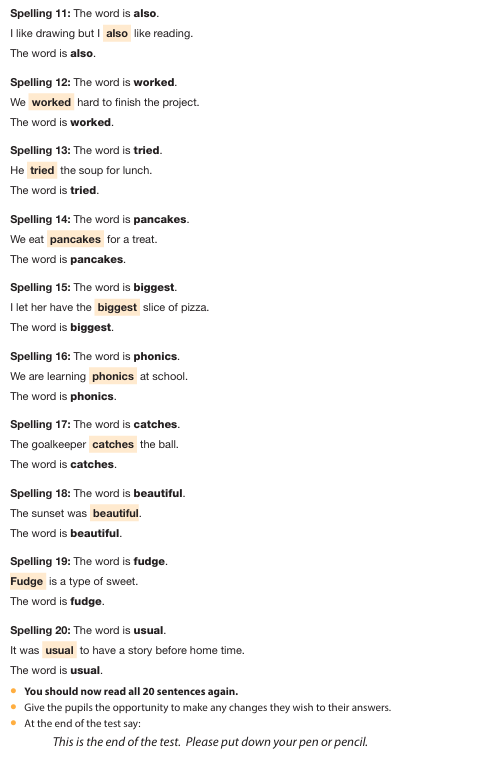 Spelling 11: The word is also.
I like drawing but I also like reading.
The word is also.
Spelling 12: The word is worked.
We worked hard to finish the project.
The word is worked.
Spelling 13: The word is tried.
He tried the soup for lunch.
The word is tried.
Spelling 14: The word is pancakes.
We eat pancakes for a treat.
The word is pancakes.
Spelling 15: The word is biggest.
I let her have the biggest slice of pizza.
The word is biggest.
Spelling 16: The word is phonics.
We are learning phonics at school.
The word is phonics.
Spelling 17: The word is catches.
The goalkeeper catches the ball.
The word is catches.
Spelling 18: The word is beautiful.
The sunset was beautiful.
The word is beautiful.
Spelling 19: The word is fudge.
Fudge is a type of sweet.
The word is fudge.
Spelling 20: The word is usual.
It was usual to have a story before home time.
The word is usual.
• You should now read all 20 sentences again.
• Give the pupils the opportunity to make any changes they wish to their answers.
• At the end of the test say:
This is the end of the test. Please put down your pen or pencil.